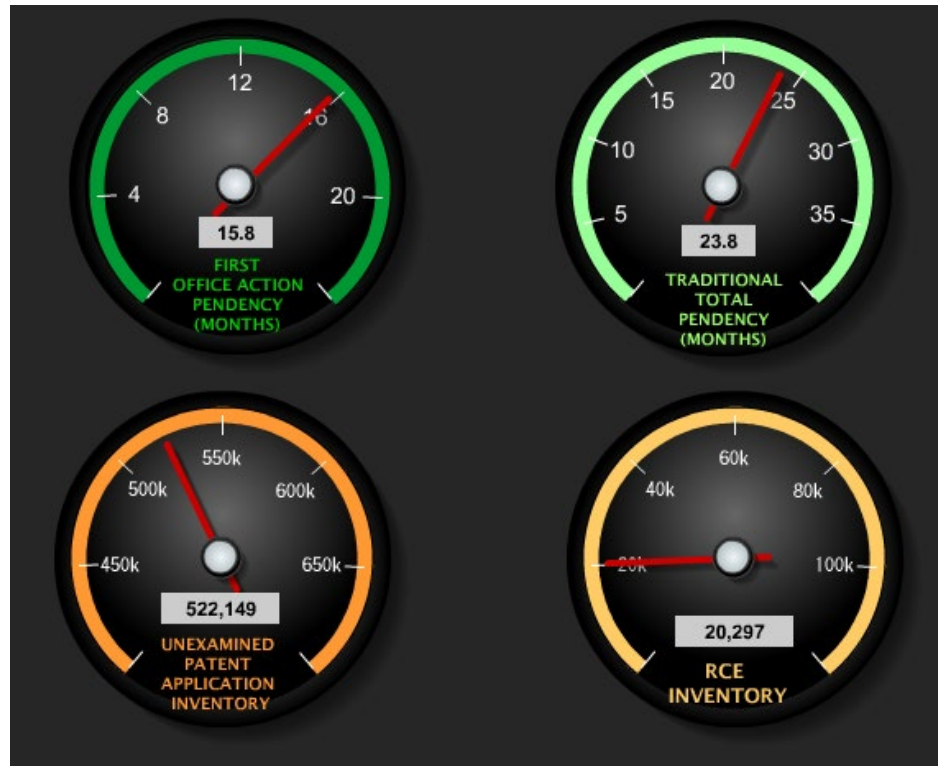 12
8
16
4
20
15.8
FIRST
OFFICE ACTION
PENDENCY
(MONTHS)
20
15
25
10
30
5
35
23.8
TRADITIONAL
TOTAL
PENDENCY
(MONTHS)
550k
500k
600k
450k
650k
522,149
UNEXAMINED
PATENT
APPLICATION
INVENTORY
60k
40k
80k
20k
100k
20,297
RCE
INVENTORY